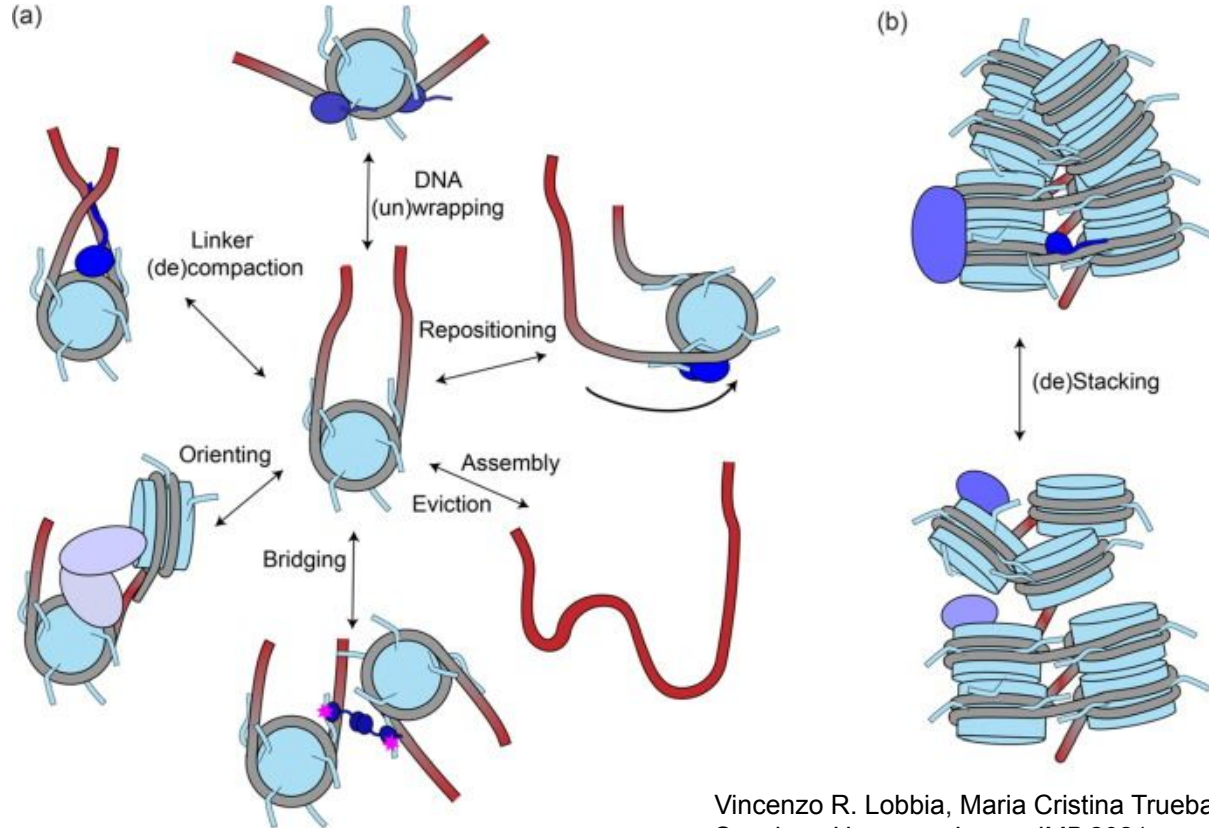 (a)
(b)
DNA
(un)wrapping
Linker
(de)compaction
Repositioning
Orienting
Assembly
Eviction
Bridging
(de)Stacking
Vincenzo R. Lobbia, Maria Cristina Trueba